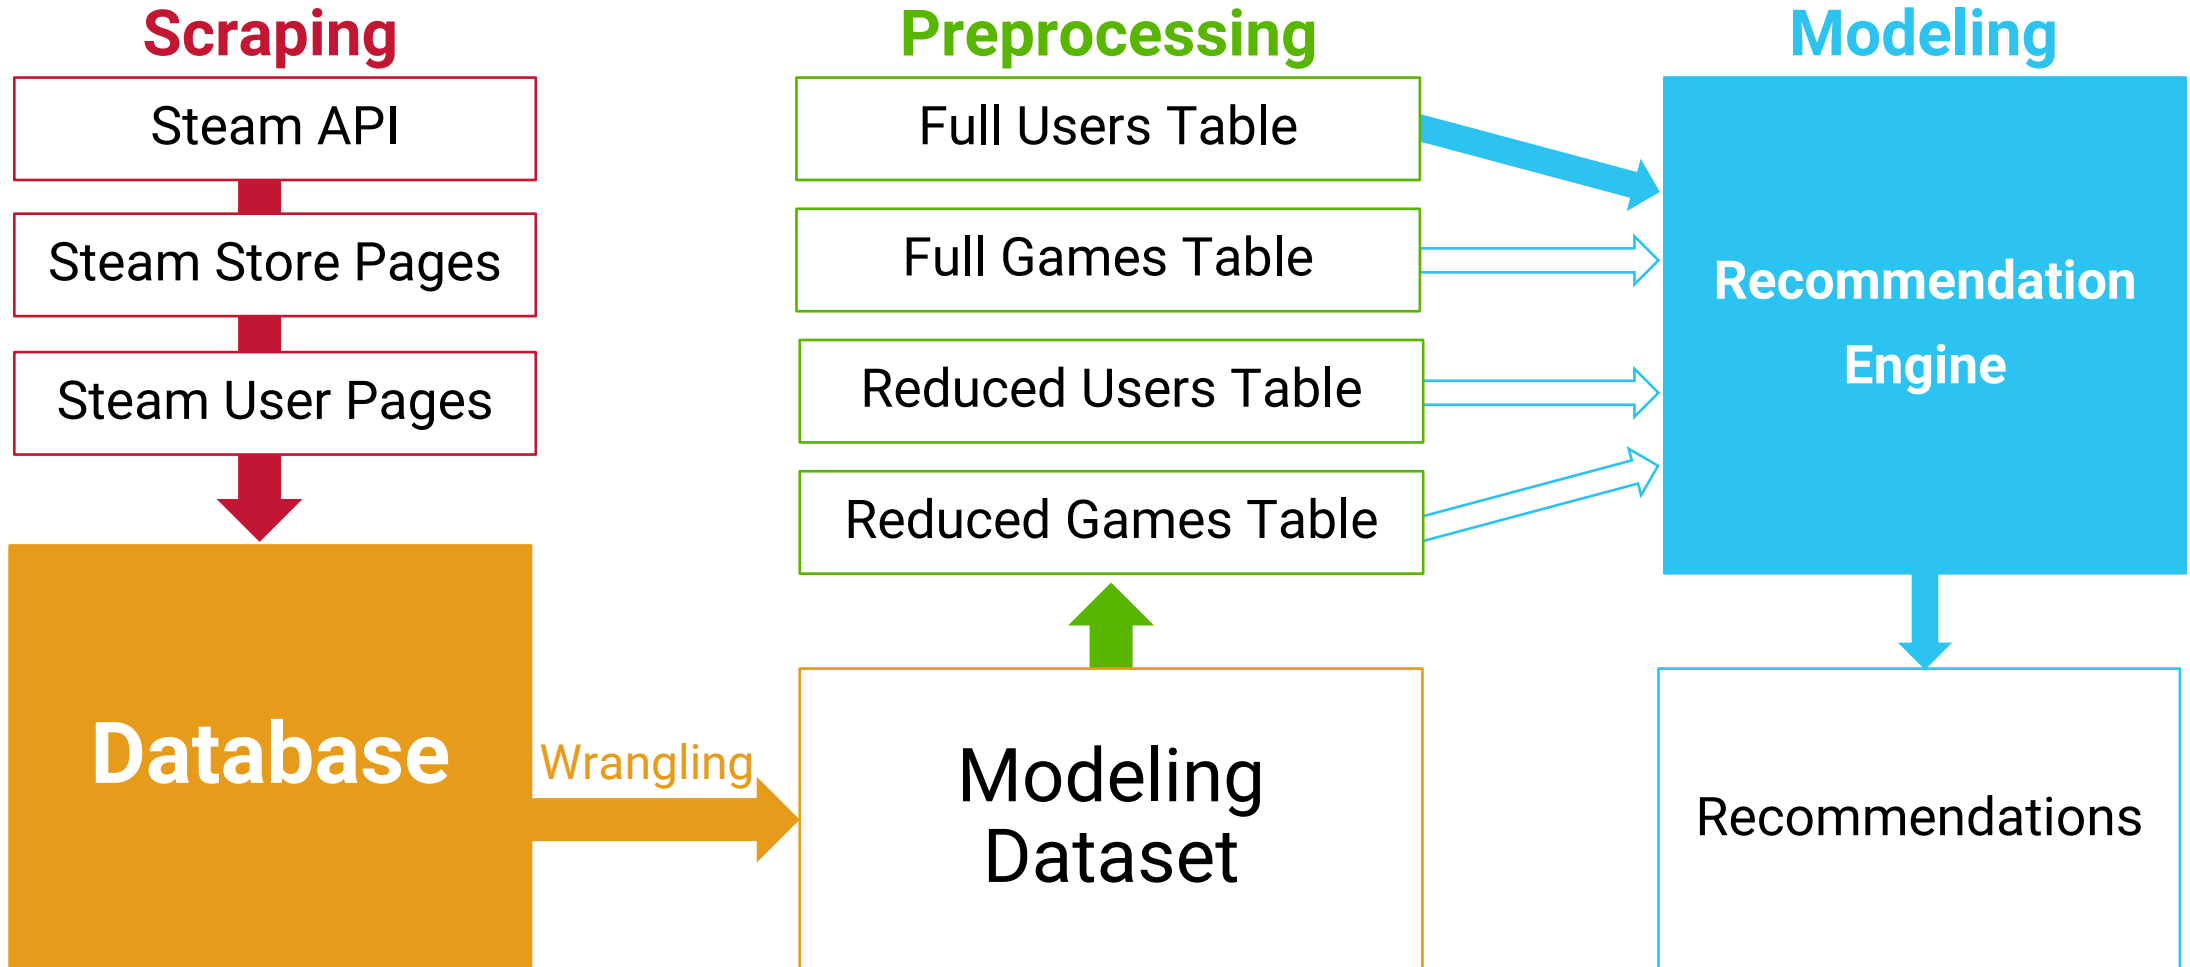 Scraping
Steam API
Steam Store Pages
Steam User Pages
Database
Wrangling
Preprocessing
Full Users Table
Full Games Table
Reduced Users Table
Reduced Games Table
Modeling
Dataset
Modeling
Recommendation
Engine
Recommendations